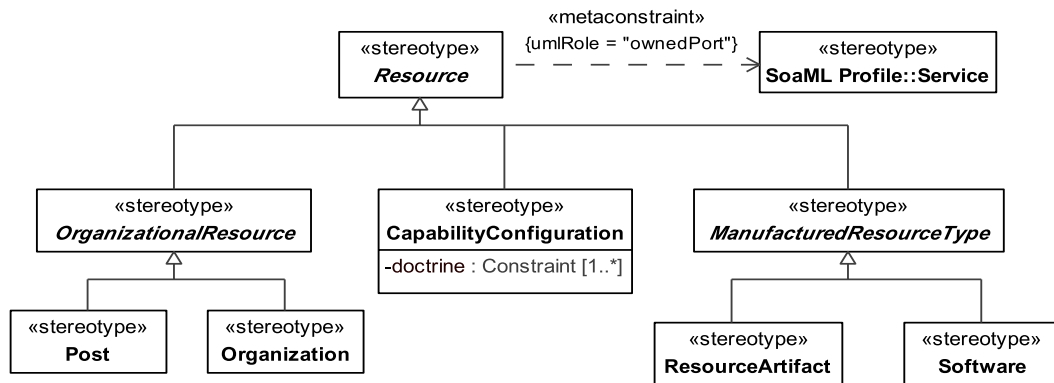 «metaconstraint»
{umlRole = "ownedPort"}
«stereotype»
Resource
«stereotype»
SoaML Profile::Service
«stereotype»
OrganizationalResource
«stereotype»
CapabilityConfiguration
-doctrine : Constraint [1..*]
«stereotype»
ManufacturedResourceType
«stereotype»
Post
«stereotype»
Organization
«stereotype»
ResourceArtifact
«stereotype»
Software